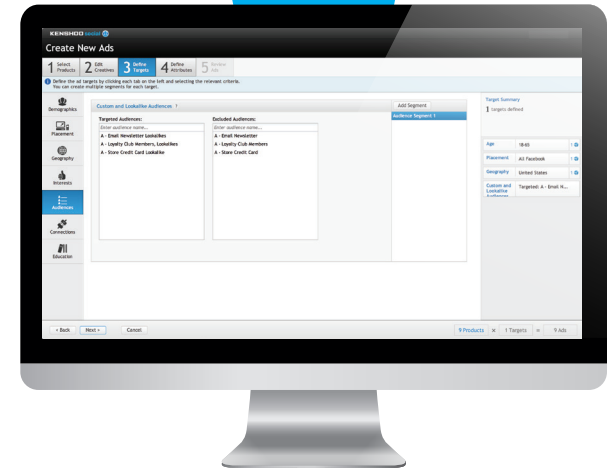 KENSHOO social
Create New Ads
1 Select Products
2 Edit Creatives
3 Define Targets
4 Define Attributes
5 Review Ads
Define the ad targets by clicking each tab on the left and selecting the relevant criteria.
You can create multiple segments for each target.
Demographics
Placement
Geography
Interests
Audiences
Connections
Education
Custom and Lookalike Audiences ?
Targeted Audiences:
Enter audience name...
A - Email Newsletter Lookalikes
A - Loyalty Club Members, Lookalikes
A - Store Credit Card Lookalike
Excluded Audiences:
Enter audience name...
A - Email Newsletter
A - Loyalty Club Members
A - Store Credit Card
Add Segment
Audience Segment 1
Target Summary
1 targets defined
Age 18-65 1
Placement All Facebook 1
Geography United States 1
Custom and Lookalike Audiences Targeted: A - Email N...
< Back
Next >
Cancel
9 Products x 1 Targets = 9 Ads